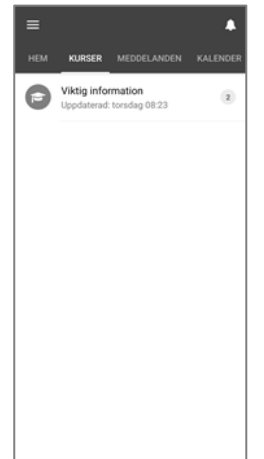 HEM KURSER MEDDELANDEN KALENDER
Viktig information
Uppdaterad: torsdag 08:23
2